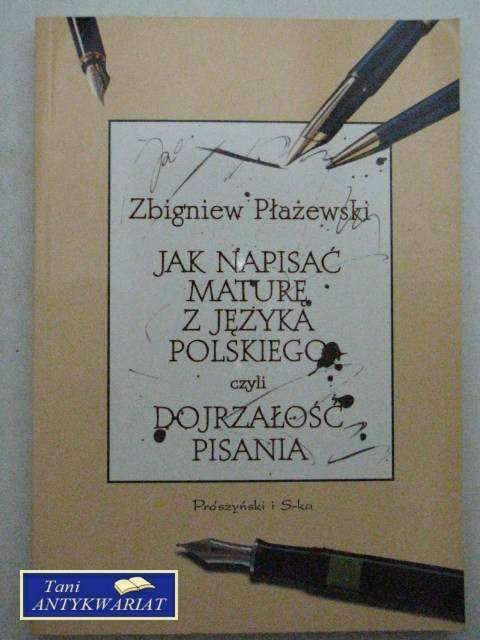 Zbigniew Płażewski
JAK NAPISAĆ
MATURĘ
Z JĘZYKA
POLSKIEGO
czyli
DOJRZAŁOŚĆ
PISANIA
Prószyński i S-ka
Tani
ANTYKWARIAT